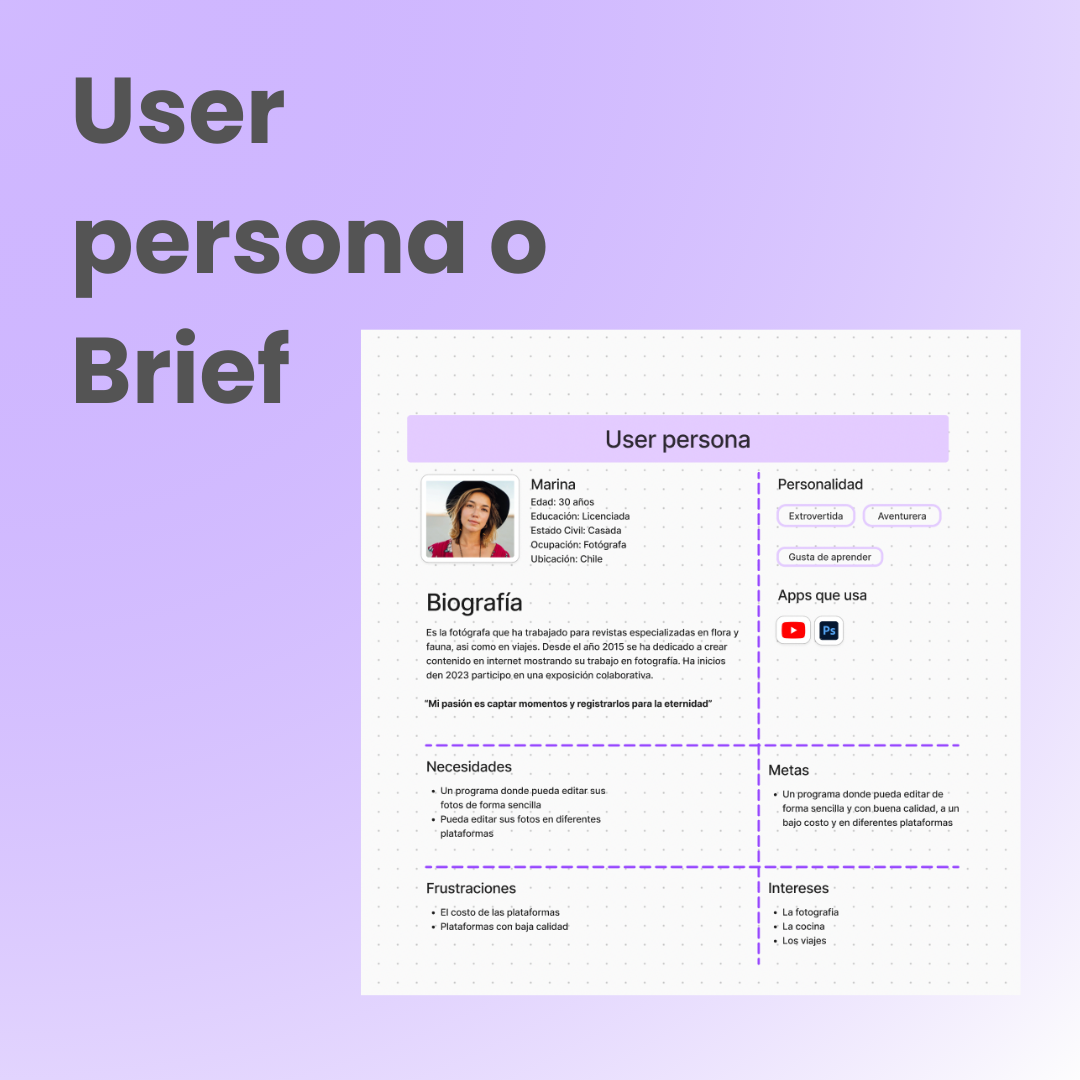 User
persona o
Brief
User persona
Marina
Edad: 30 años
Educación: Licenciada
Estado Civil: Casada
Ocupación: Fotógrafa
Ubicación: Chile
Personalidad
Extrovertida
Aventurera
Gusta de aprender
Apps que usa
Ps
Biografía
Es la fotógrafa que ha trabajado para revistas especializadas en flora y
fauna, asi como en viajes. Desde el año 2015 se ha dedicado a crear
contenido en internet mostrando su trabajo en fotografía. Ha inicios
den 2023 participo en una exposición colaborativa.
"Mi pasión es captar momentos y registrarlos para la eternidad"
Necesidades
• Un programa donde pueda editar sus
fotos de forma sencilla
• Pueda editar sus fotos en diferentes
plataformas
Metas
• Un programa donde pueda editar de
forma sencilla y con buena calidad, a un
bajo costo y en diferentes plataformas
Frustraciones
• El costo de las plataformas
• Plataformas con baja calidad
Intereses
• La fotografía
• La cocina
• Los viajes